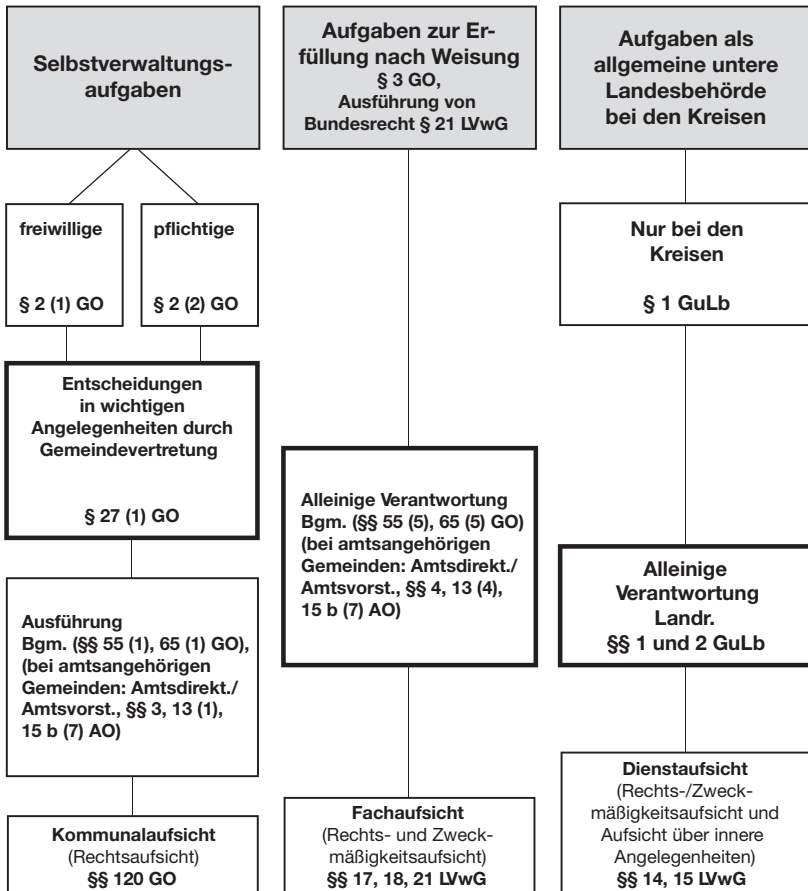 Selbstverwaltungs-
aufgaben
freiwillige
§ 2 (1) GO
pflichtige
§ 2 (2) GO
Entscheidungen
in wichtigen
Angelegenheiten durch
Gemeindevertretung
§ 27 (1) GO
Ausführung
Bgm. (§§ 55 (1), 65 (1) GO),
(bei amtsangehörigen
Gemeinden: Amtsdirekt./
Amtsvorst., §§ 3, 13 (1),
15 b (7) AO)
Kommunalaufsicht
(Rechtsaufsicht)
§§ 120 GO
Aufgaben zur Er-
füllung nach Weisung
§ 3 GO,
Ausführung von
Bundesrecht § 21 LVwG
Alleinige Verantwortung
Bgm. (§§ 55 (5), 65 (5) GO)
(bei amtsangehörigen
Gemeinden: Amtsdirekt./
Amtsvorst., §§ 4, 13 (4),
15 b (7) AO)
Fachaufsicht
(Rechts- und Zweck-
mäßigkeitsaufsicht)
§§ 17, 18, 21 LVwG
Aufgaben als
allgemeine untere
Landesbehörde
bei den Kreisen
Nur bei den
Kreisen
§ 1 GuLb
Alleinige
Verantwortung
Landr.
§§ 1 und 2 GuLb
Dienstaufsicht
(Rechts-/Zweck-
mäßigkeitsaufsicht und
Aufsicht über innere
Angelegenheiten)
§§ 14, 15 LVwG